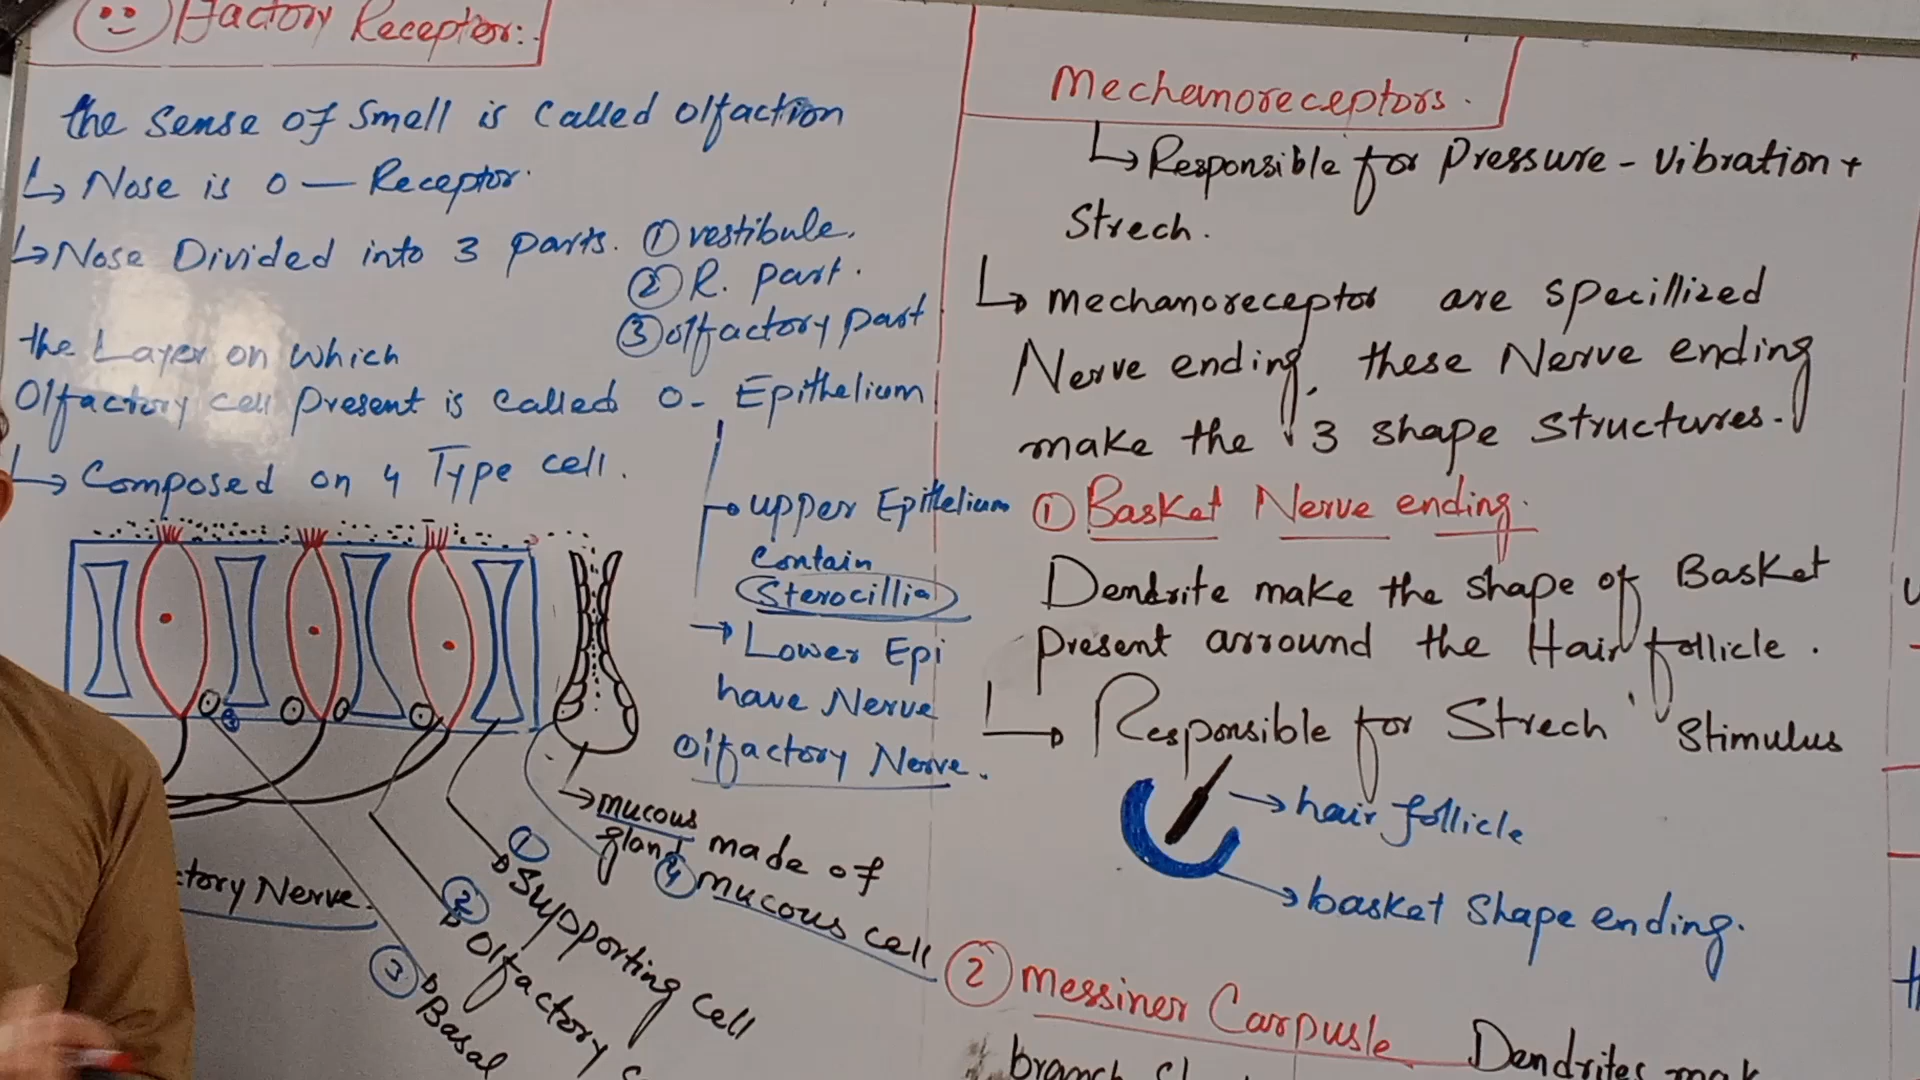 Olfactory Receptor:-
the Sense of Smell is Called Olfaction
↳ Nose is O — Receptor.
↳ Nose Divided into 3 parts. ① vestibule.
② R. part.
③ olfactory part
the Layer on which
Olfactory cell Present is called O- Epithelium
↳ Composed on 4 Type cell.
upper Epithelium
Contain
Sterocillia
→ Lower Epi
have Nerve
Olfactory Nerve.
→ mucous made of
gland
④ mucous cell
① Supporting cell
② Olfactory
③ Basal
ctory Nerve.
Mechanoreceptors.
↳ Responsible for Pressure - vibration +
Strech.
↳ mechanoreceptor are specillized
Nerve ending, these Nerve ending
make the 3 shape structures.
① Basket Nerve ending.
Dendrite make the shape of Basket
present arround the Hair follicle.
↳ Responsible for Strech Stimulus
→ hair follicle
→ basket Shape ending.
② Messiner Carpusle Dendrites mak
branch